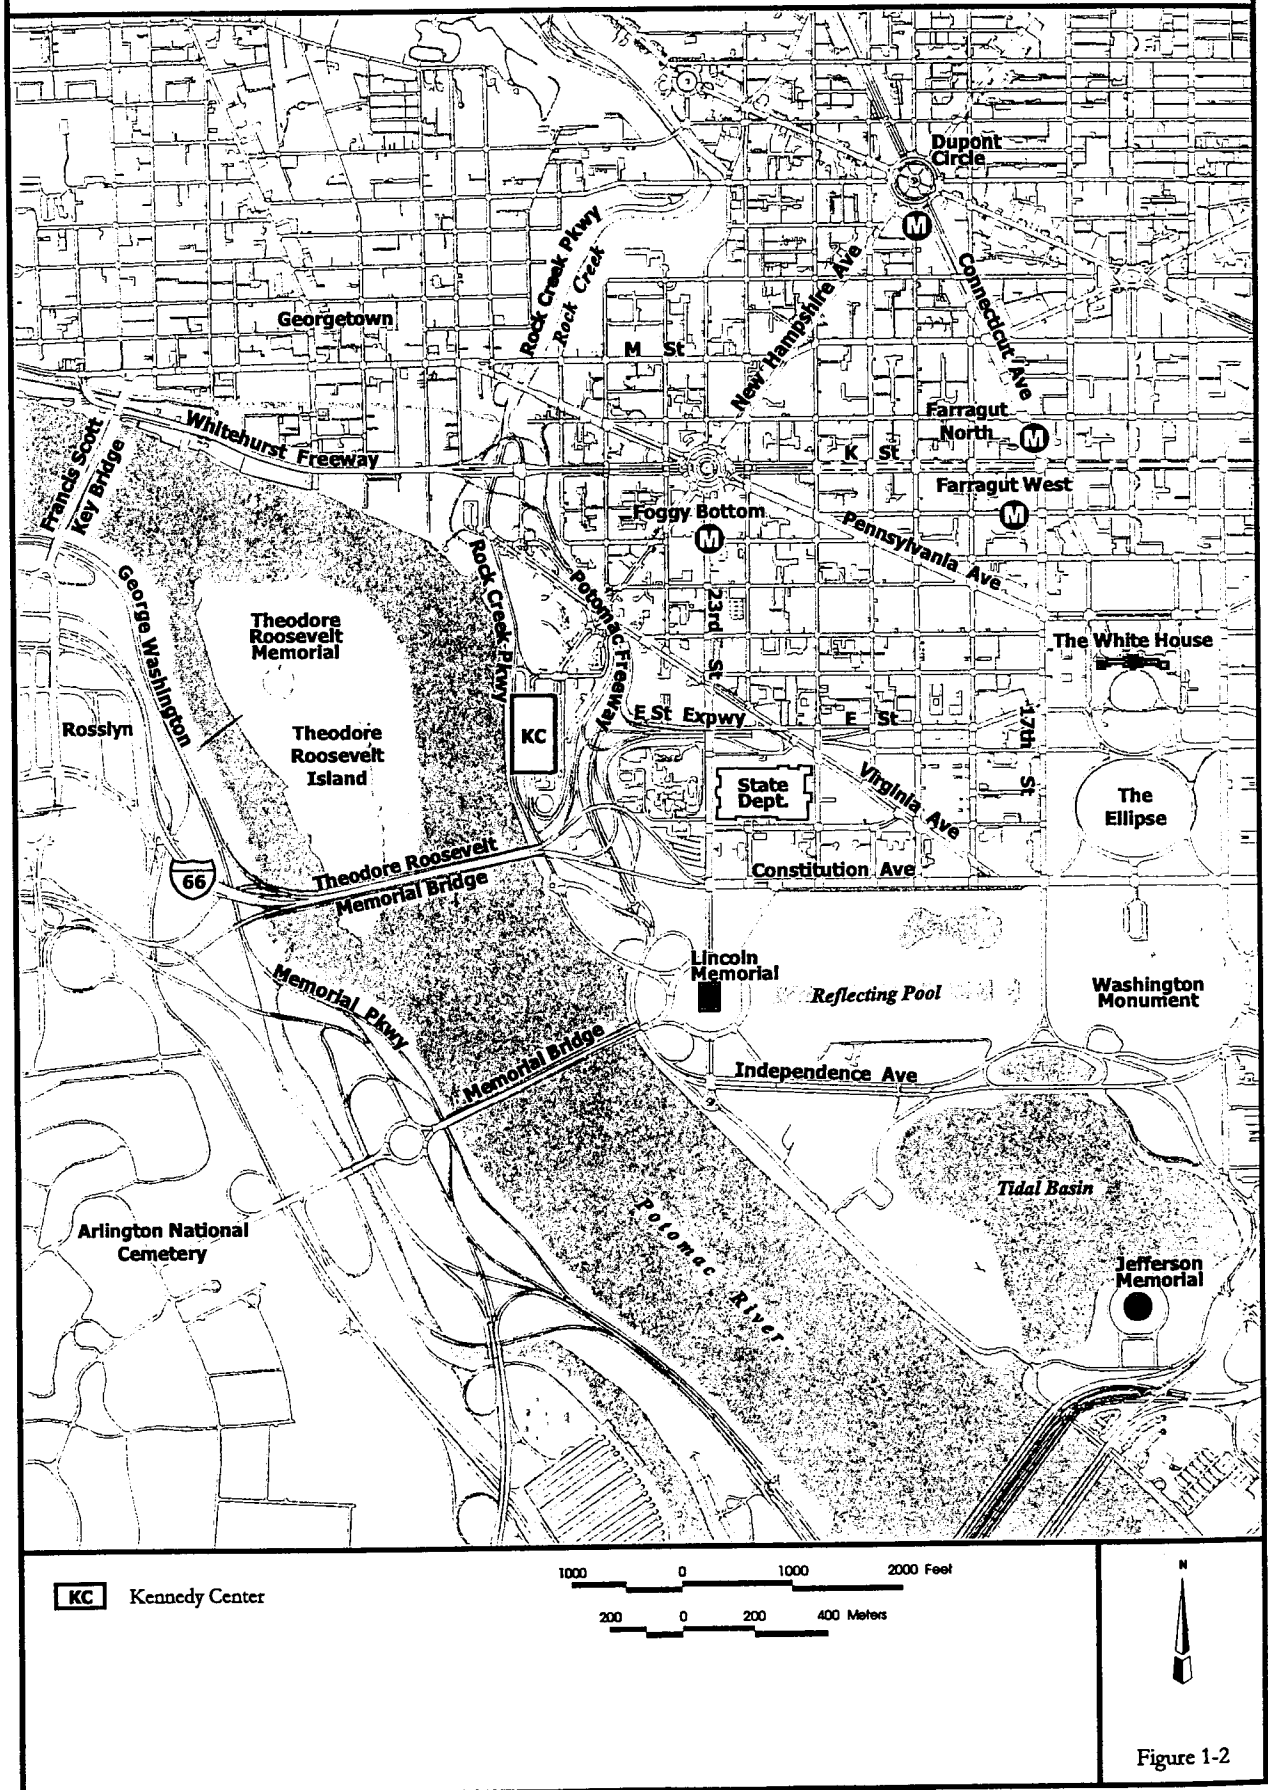 Dupont
Circle
M
Rock Creek Pkwy
Rock Creek
New Hampshire Ave
Connecticut Ave
Georgetown
M St
Farragut
North
M
Whitehurst Freeway
K St
Francis Scott
Key Bridge
Farragut West
M
Foggy Bottom
M
Pennsylvania Ave
George Washington
Rock Creek Pkwy
Potomac Freeway
23rd St
Theodore
Roosevelt
Memorial
The White House
Rosslyn
Theodore
Roosevelt
Island
KC
E St Expwy
E St
17th St
State
Dept.
Virginia Ave
The
Ellipse
66
Theodore Roosevelt
Memorial Bridge
Constitution Ave
Lincoln
Memorial
Reflecting Pool
Washington
Monument
Memorial Pkwy
Memorial Bridge
Independence Ave
Tidal Basin
Potomac River
Arlington National
Cemetery
Jefferson
Memorial
KC Kennedy Center
1000 0 1000 2000 Feet
200 0 200 400 Meters
N
Figure 1-2